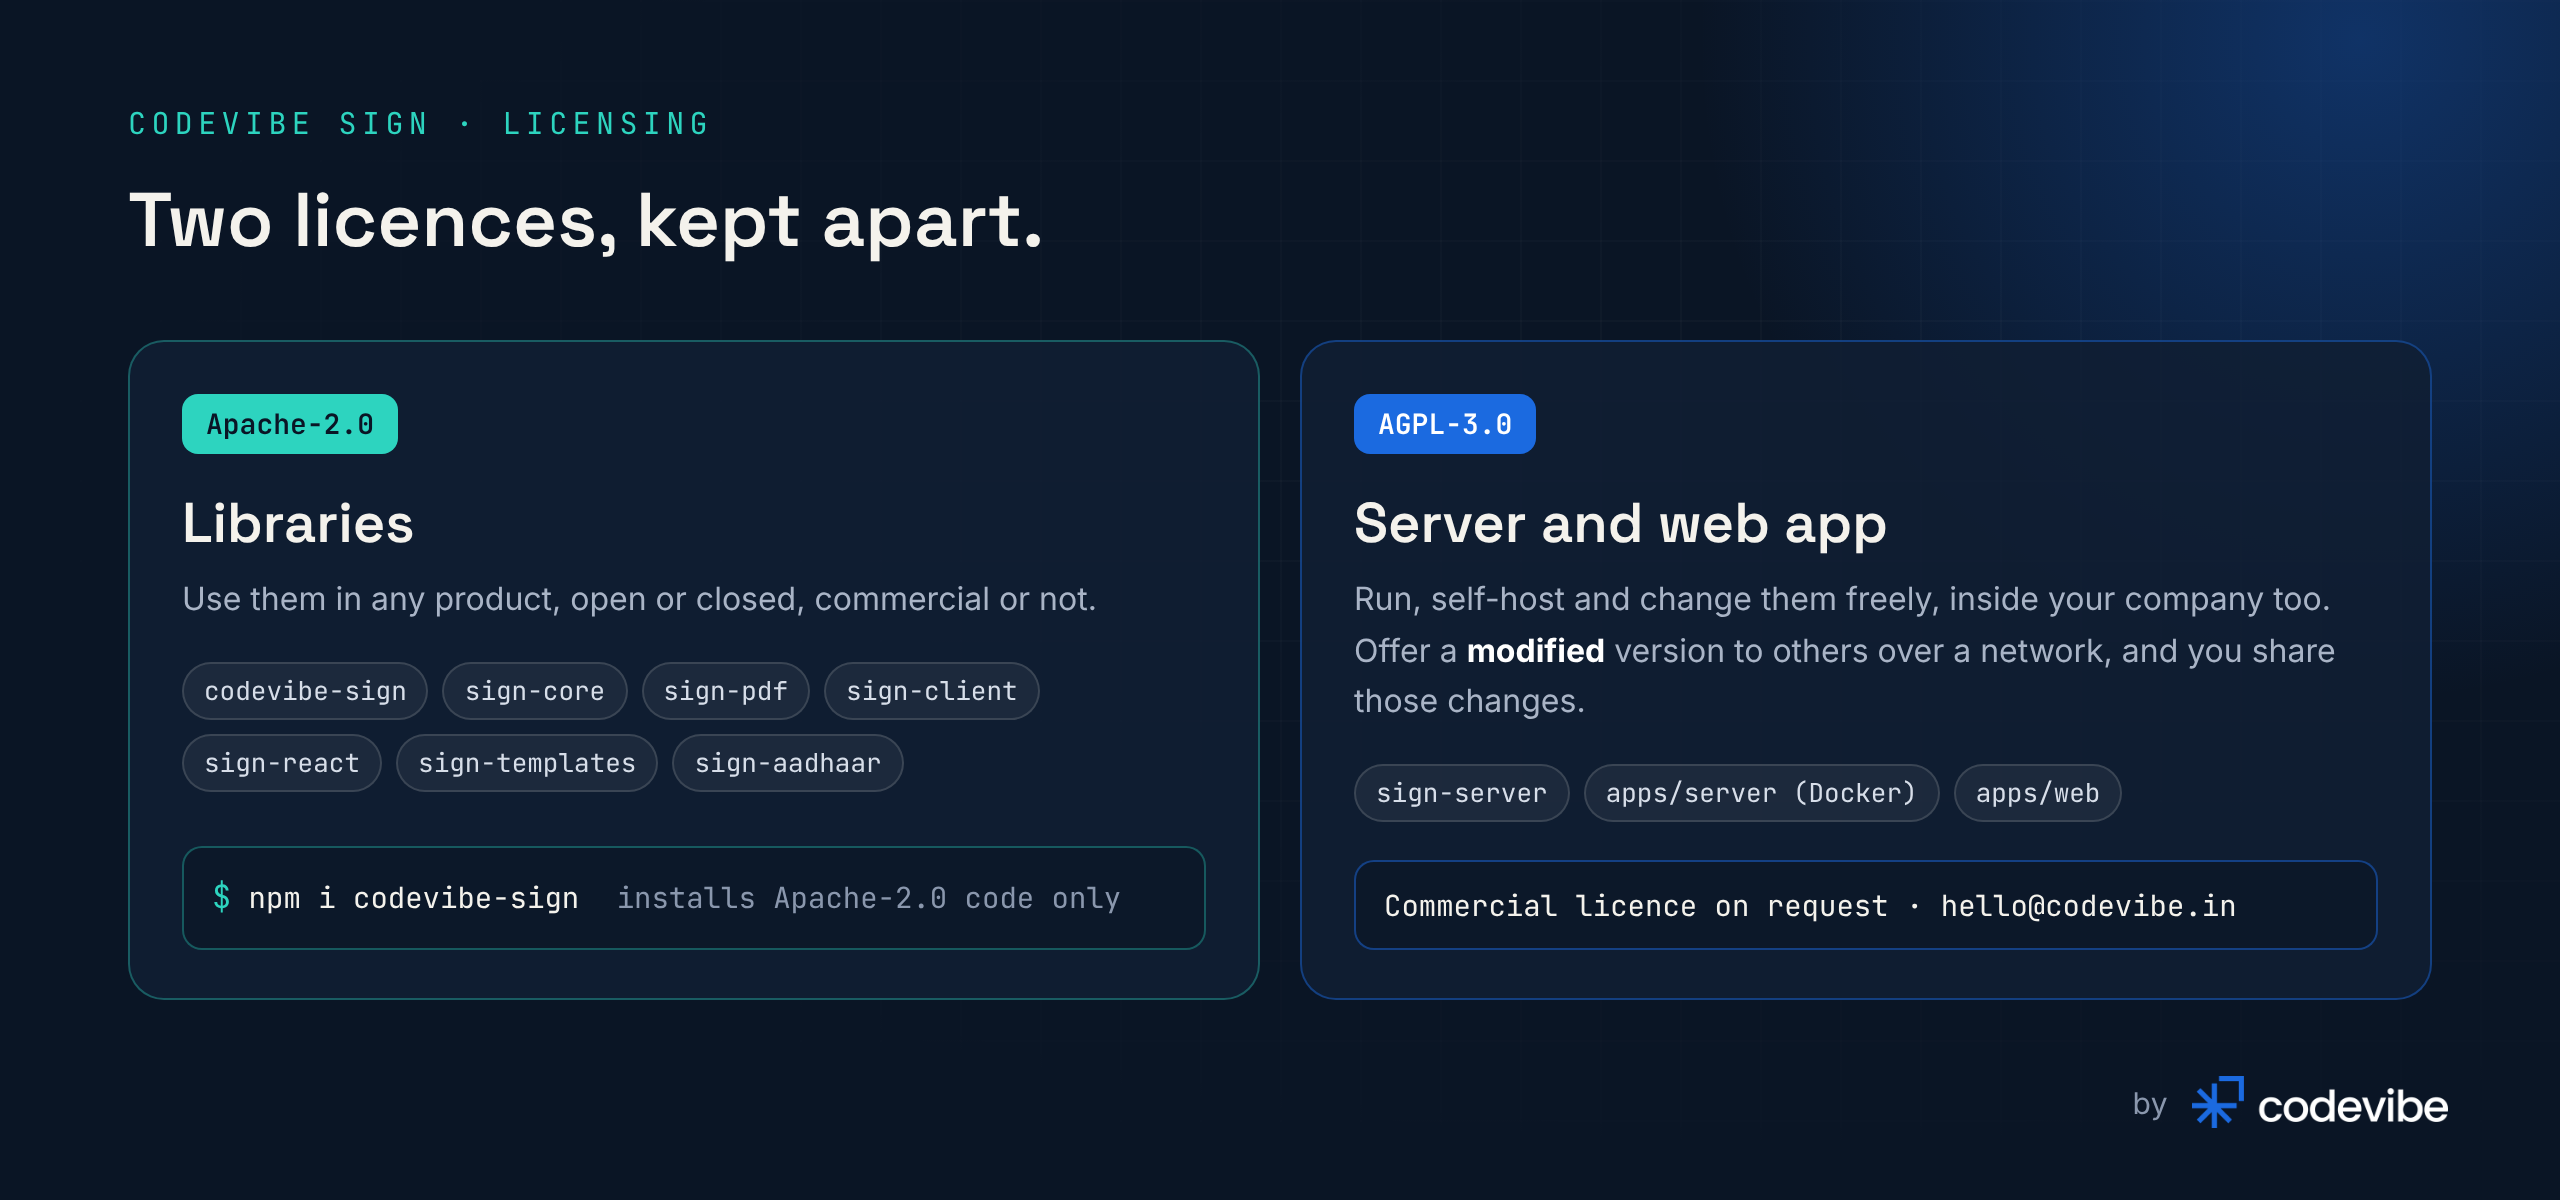 CODEVIBE SIGN · LICENSING
Two licences, kept apart.
Apache-2.0
Libraries
Use them in any product, open or closed, commercial or not.
codevibe-sign sign-core sign-pdf sign-client
sign-react sign-templates sign-aadhaar
$ npm i codevibe-sign installs Apache-2.0 code only
AGPL-3.0
Server and web app
Run, self-host and change them freely, inside your company too.
Offer a modified version to others over a network, and you share
those changes.
sign-server apps/server (Docker) apps/web
Commercial licence on request · hello@codevibe.in
by codevibe